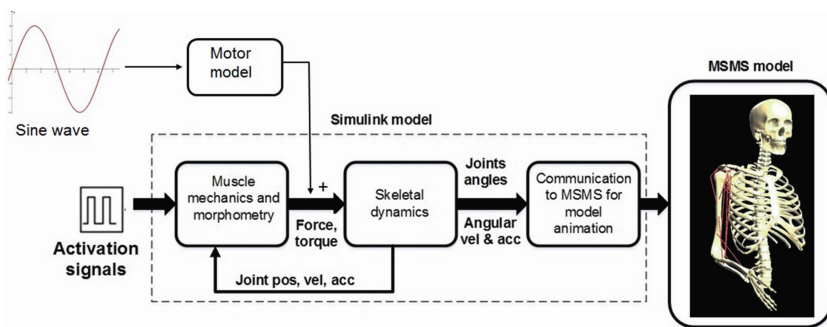 Motor
model
MSMS model
Sine wave
Simulink model
Muscle
mechanics and
morphometry
+
Force,
torque
Skeletal
dynamics
Joints
angles
Angular
vel & acc
Communication
to MSMS for
model
animation
Activation
signals
Joint pos, vel, acc